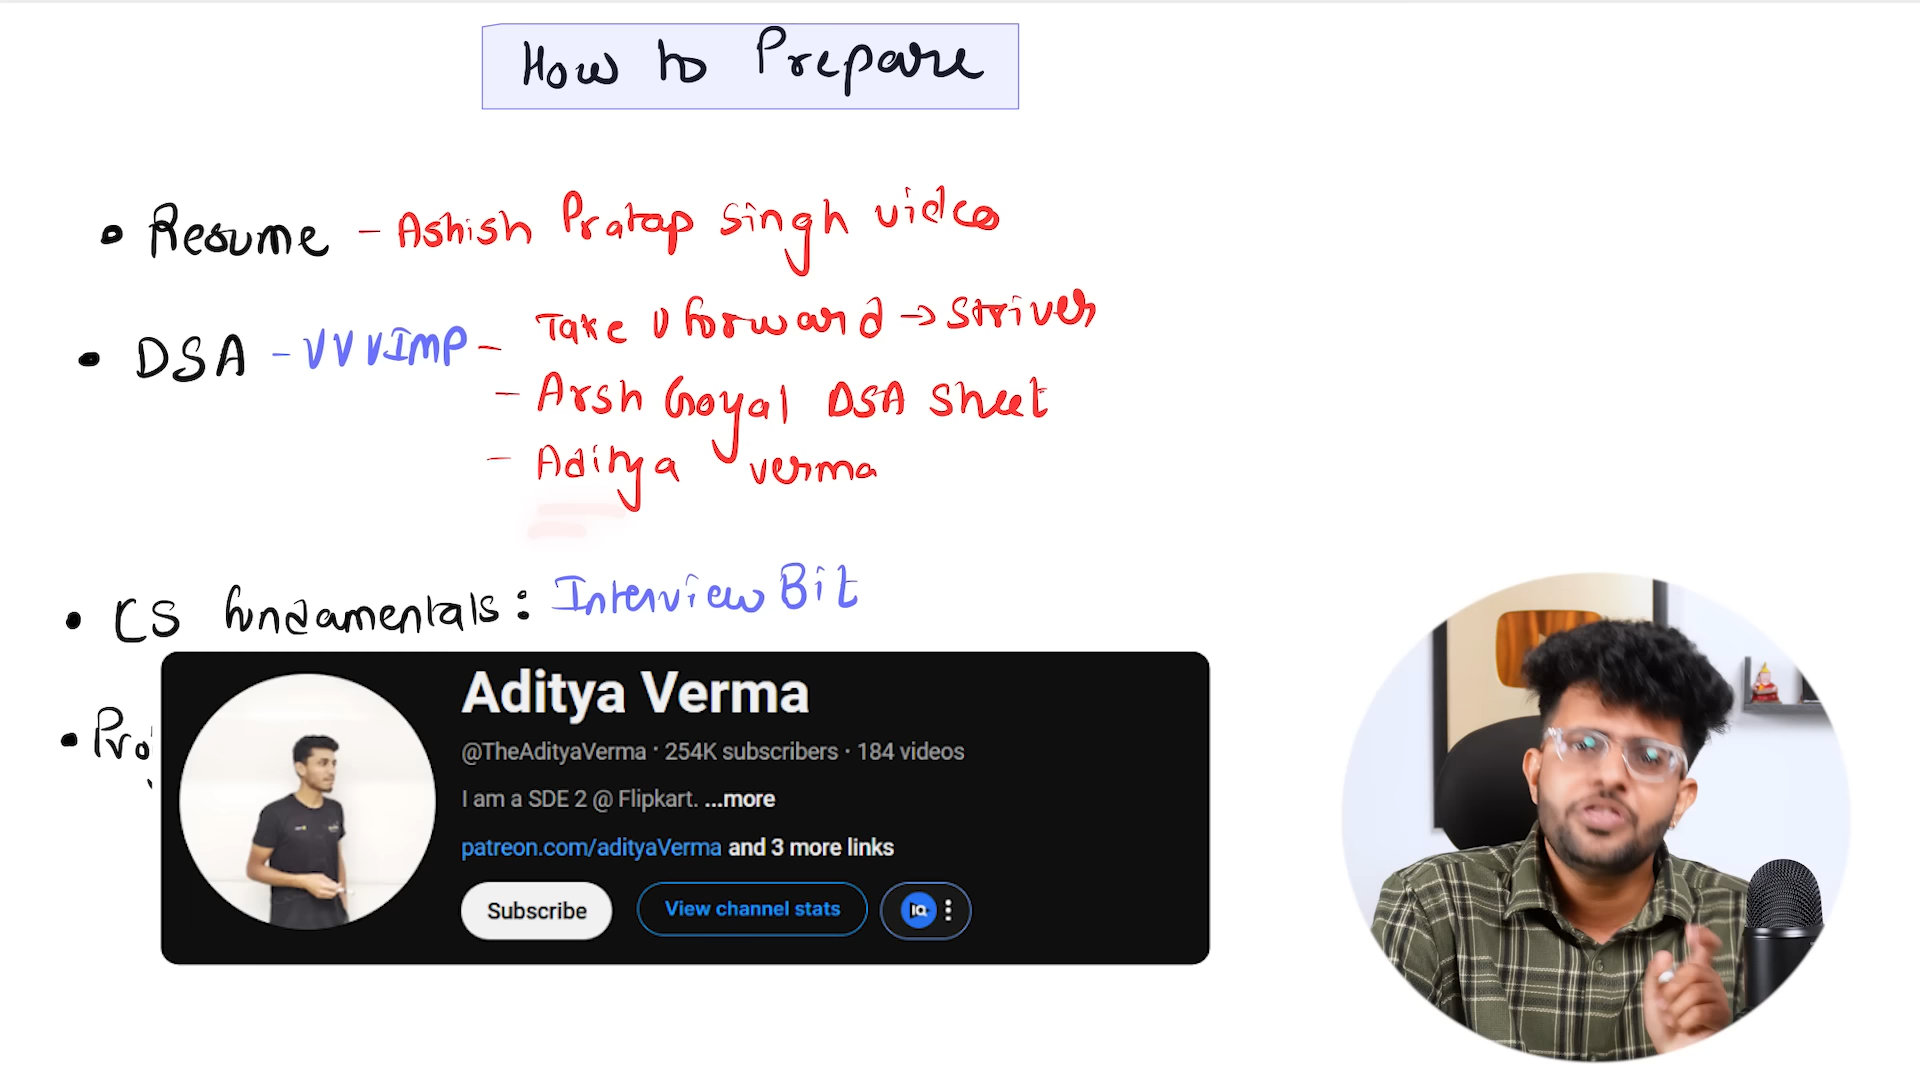 How to Prepare
• Resume - Ashish Pratap Singh video
• DSA - VVVImp - Take U forward → Striver
- Arsh Goyal DSA Sheet
- Aditya verma
• CS fundamentals : Interview Bit
• Pro
Aditya Verma
@TheAdityaVerma · 254K subscribers · 184 videos
I am a SDE 2 @ Flipkart. ...more
patreon.com/adityaVerma and 3 more links
Subscribe View channel stats IQ